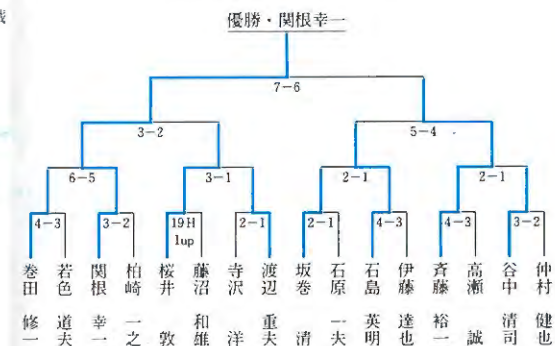 戦
優勝・関根幸一
7−6
3−2
5−4
6−5
3−1
2−1
2−1
4−3
3−2
19H
1up
2−1
2−1
4−3
4−3
3−2
巻田 修一
若色 道夫
関根 幸一
柏崎 一之
桜井 敦
藤沼 和雄
寺沢 洋
渡辺 重夫
坂巻 清
石原 一夫
石島 英明
伊藤 達也
斉藤 裕一
高瀬 誠
谷中 清司
仲村 健也